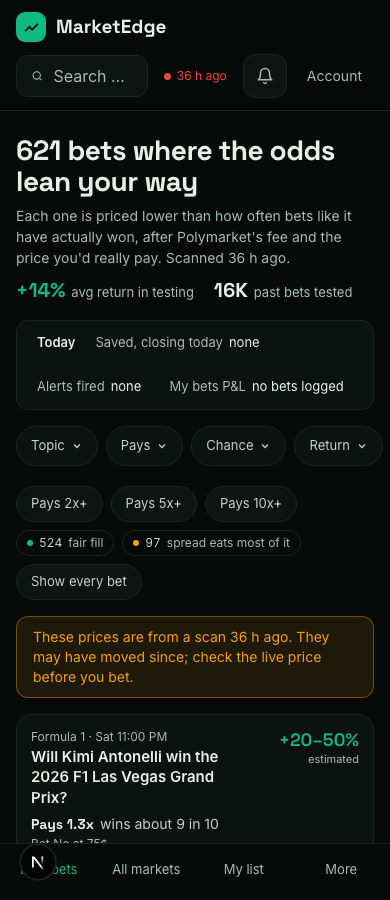 MarketEdge
Search ...
36 h ago
Account
621 bets where the odds
lean your way
Each one is priced lower than how often bets like it
have actually won, after Polymarket's fee and the
price you'd really pay. Scanned 36 h ago.
+14% avg return in testing 16K past bets tested
Today Saved, closing today none
Alerts fired none My bets P&L no bets logged
Topic Pays Chance Return
Pays 2x+ Pays 5x+ Pays 10x+
524 fair fill 97 spread eats most of it
Show every bet
These prices are from a scan 36 h ago. They
may have moved since; check the live price
before you bet.
Formula 1 · Sat 11:00 PM
+20–50%
estimated
Will Kimi Antonelli win the
2026 F1 Las Vegas Grand
Prix?
Pays 1.3x wins about 9 in 10
Bet No at 75¢
N
bets All markets My list More